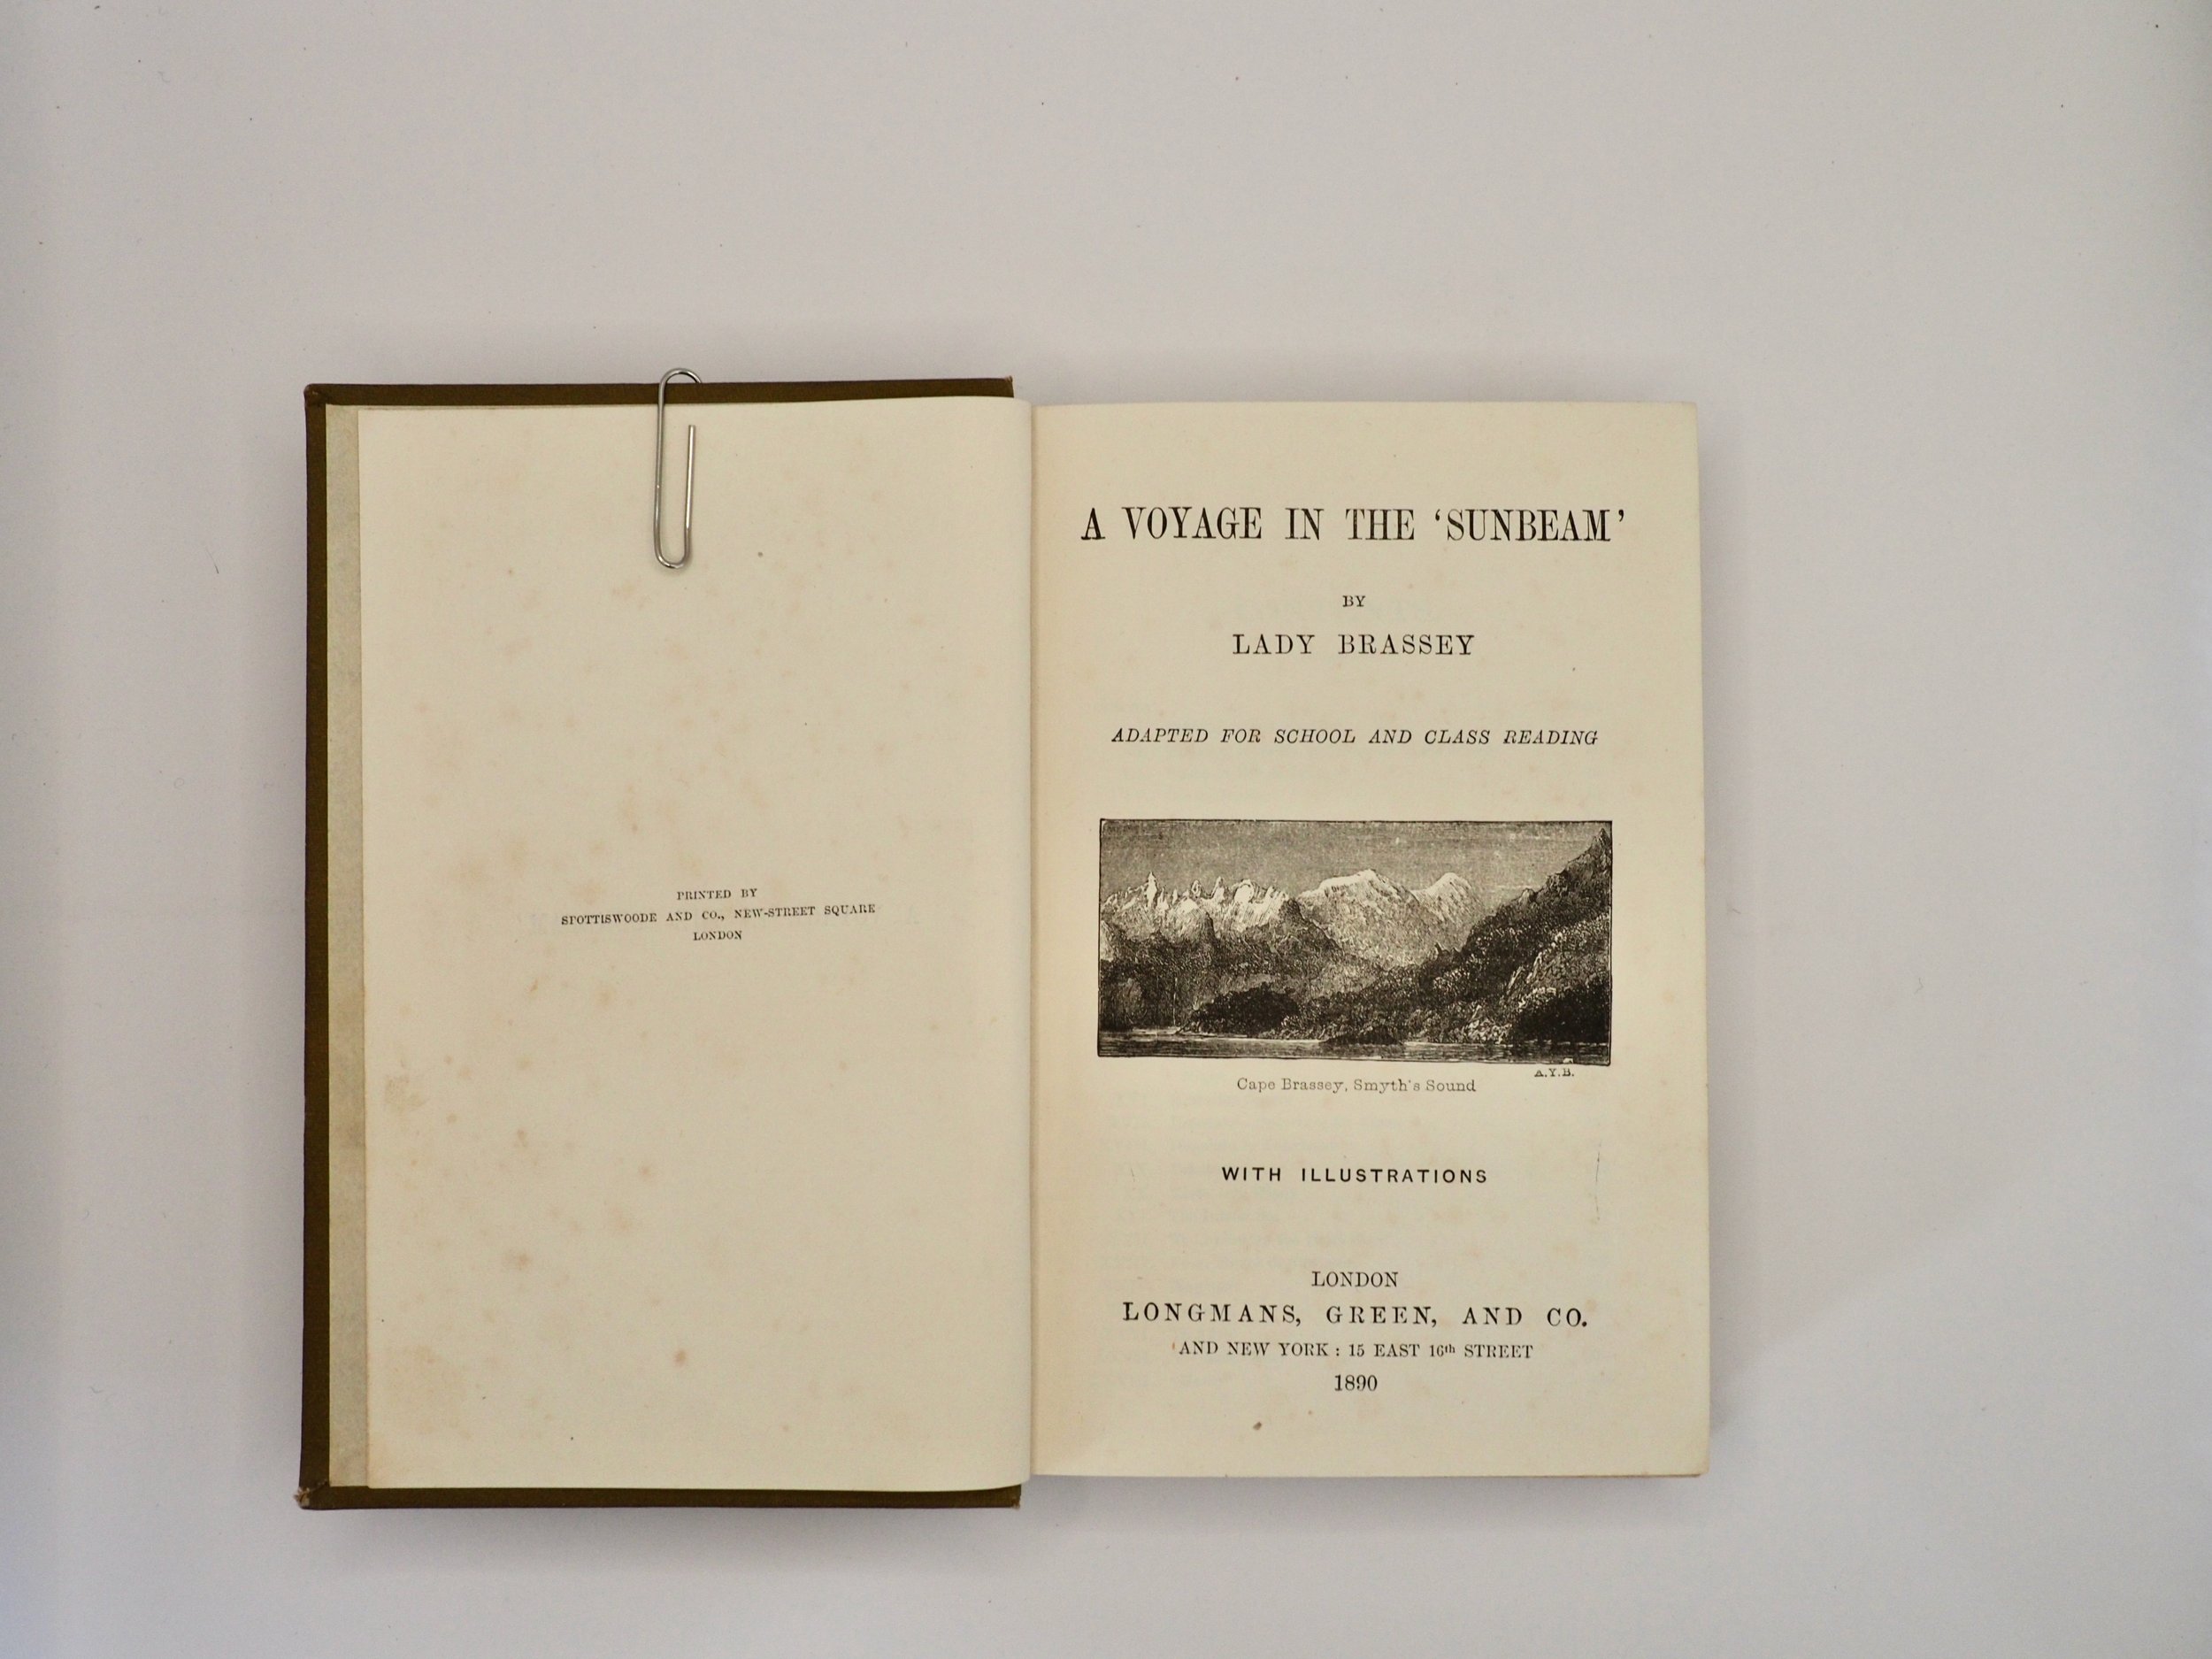 PRINTED BY
SPOTTISWOODE AND CO., NEW-STREET SQUARE
LONDON
A VOYAGE IN THE ‘SUNBEAM’
BY
LADY BRASSEY
ADAPTED FOR SCHOOL AND CLASS READING
A.Y.B.
Cape Brassey, Smyth's Sound
WITH ILLUSTRATIONS
LONDON
LONGMANS, GREEN, AND CO.
AND NEW YORK : 15 EAST 16th STREET
1890